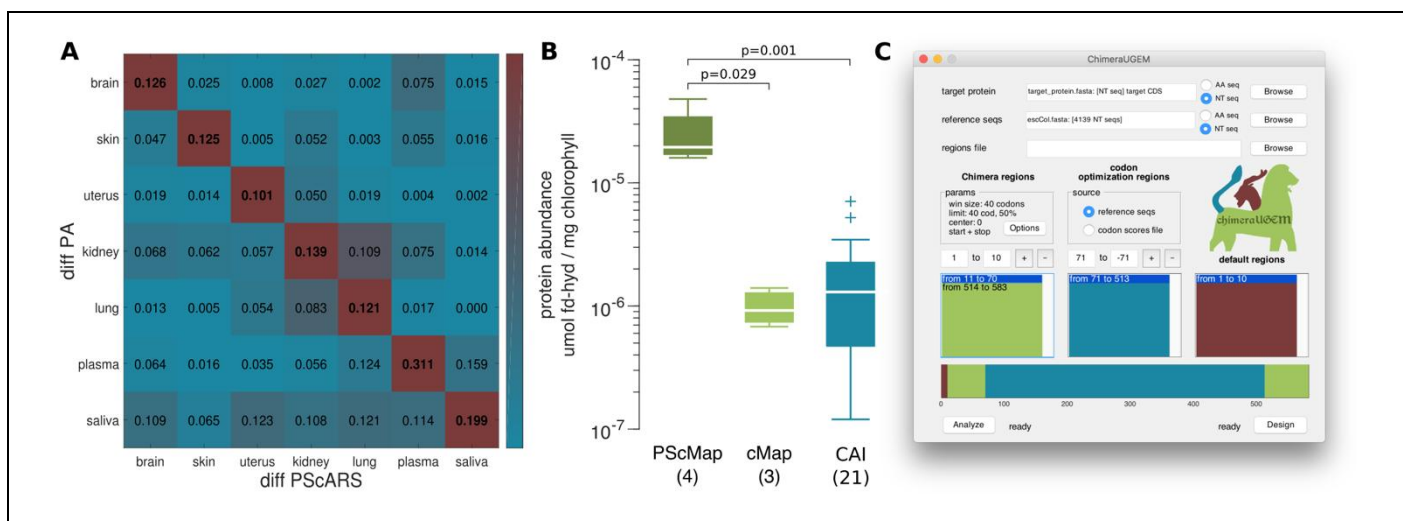 A
diff PA
brain 0.126 0.025 0.008 0.027 0.002 0.075 0.015
skin 0.047 0.125 0.005 0.052 0.003 0.055 0.016
uterus 0.019 0.014 0.101 0.050 0.019 0.004 0.002
kidney 0.068 0.062 0.057 0.139 0.109 0.075 0.014
lung 0.013 0.005 0.054 0.083 0.121 0.017 0.000
plasma 0.064 0.016 0.035 0.056 0.124 0.311 0.159
saliva 0.109 0.065 0.123 0.108 0.121 0.114 0.199
brain skin uterus kidney lung plasma saliva
diff PScARS
B
protein abundance
umol fd-hyd / mg chlorophyll
10-4
10-5
10-6
10-7
p=0.001
p=0.029
PScMap cMap CAI
(4) (3) (21)
C
ChimeraUGEM
target protein target_protein.fasta: [NT seq] target CDS AA seq
NT seq Browse
reference seqs escCol.fasta: [4139 NT seqs] AA seq
NT seq Browse
regions file Browse
Chimera regions
codon
optimization regions
params
win size: 40 codons
limit: 40 cod, 50%
center: 0
start + stop Options
source
reference seqs
codon scores file
chimeraUGEM
default regions
1 to 10 + −
71 to -71 + −
from 11 to 70
from 514 to 583
from 71 to 513
from 1 to 10
0 100 200 300 400 500
Analyze ready ready Design